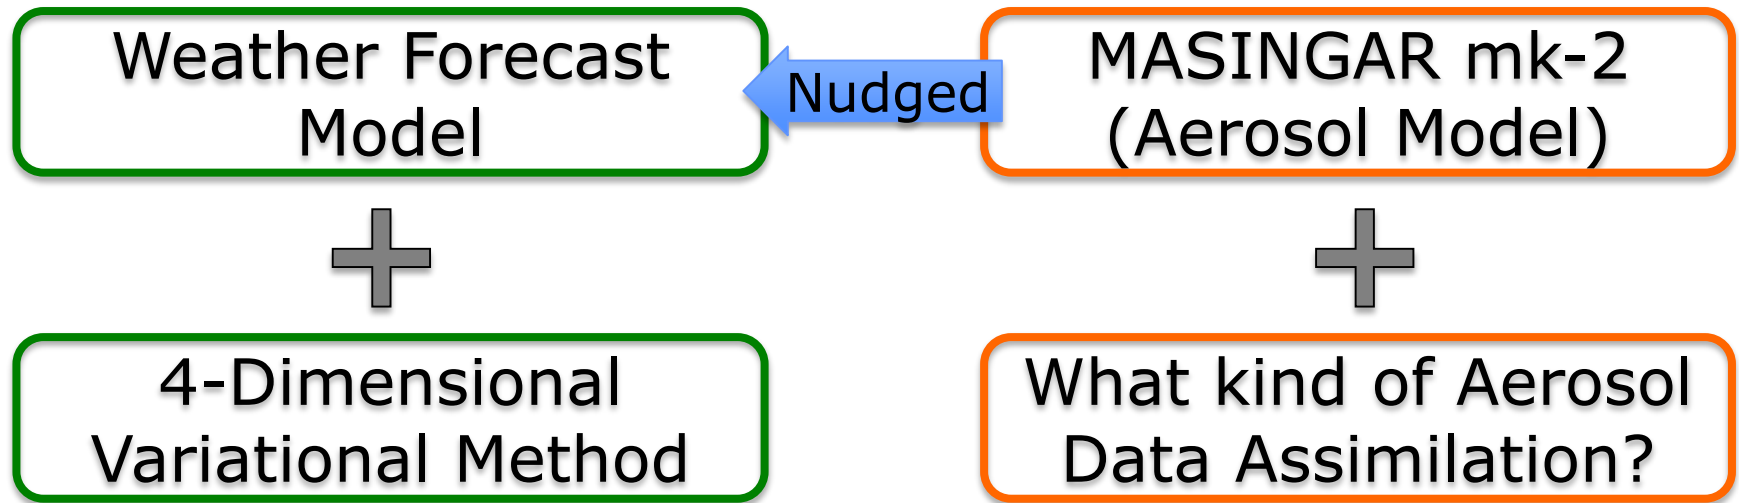 Weather Forecast
Model
Nudged
MASINGAR mk-2
(Aerosol Model)
4-Dimensional
Variational Method
What kind of Aerosol
Data Assimilation?